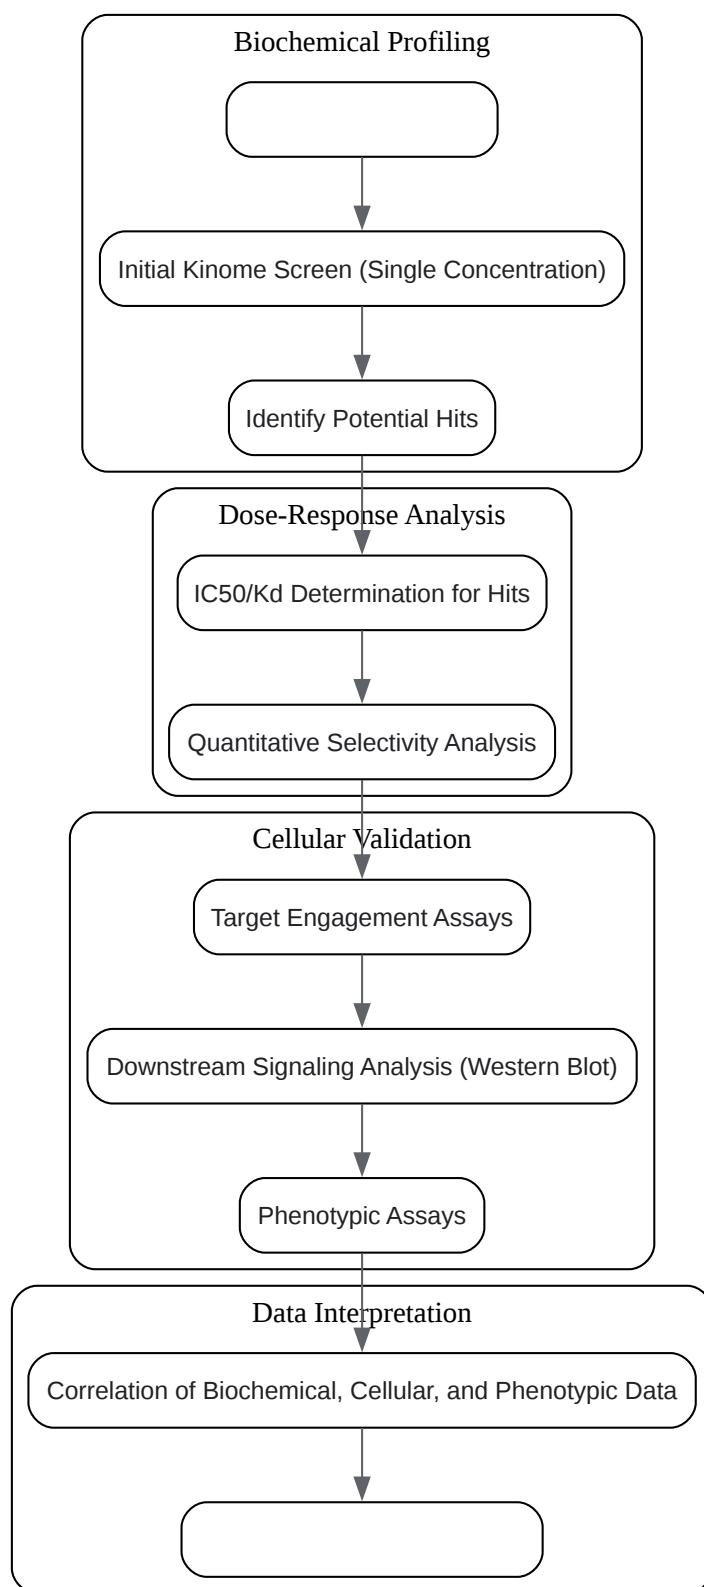 Biochemical Profiling
Initial Kinome Screen (Single Concentration)
Identify Potential Hits
Dose-Response Analysis
IC50/Kd Determination for Hits
Quantitative Selectivity Analysis
Cellular Validation
Target Engagement Assays
Downstream Signaling Analysis (Western Blot)
Phenotypic Assays
Data Interpretation
Correlation of Biochemical, Cellular, and Phenotypic Data